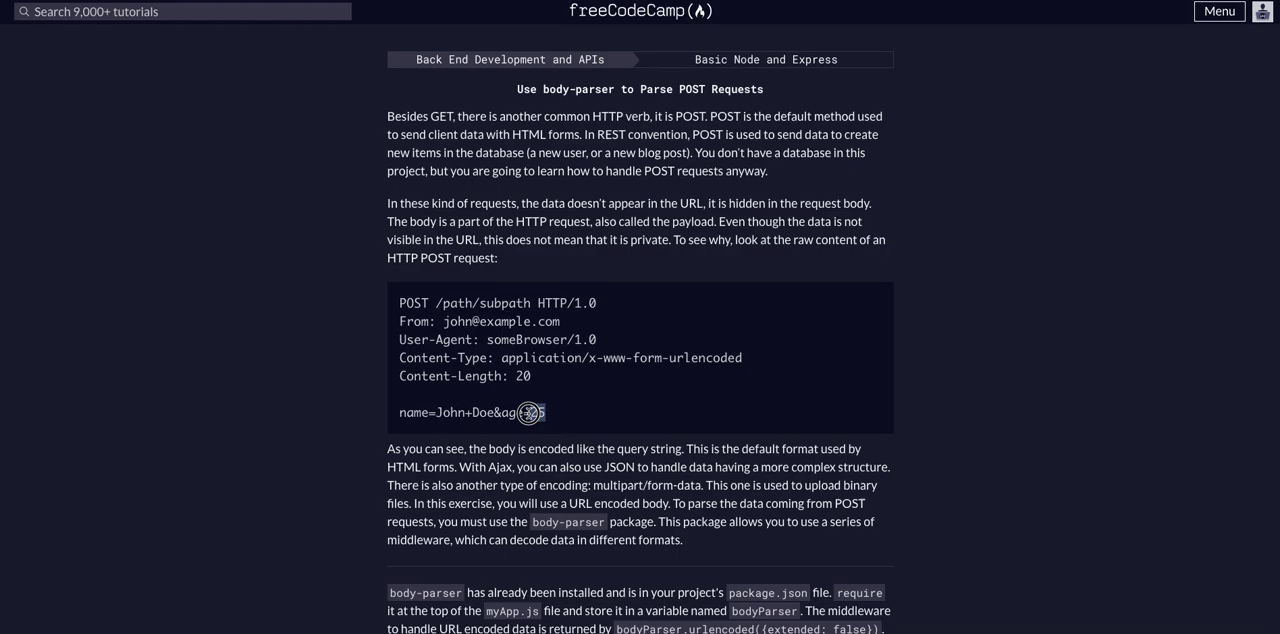 Search 9,000+ tutorials
freeCodeCamp
Menu
Back End Development and APIs
Basic Node and Express
Use body-parser to Parse POST Requests
Besides GET, there is another common HTTP verb, it is POST. POST is the default method used
to send client data with HTML forms. In REST convention, POST is used to send data to create
new items in the database (a new user, or a new blog post). You don't have a database in this
project, but you are going to learn how to handle POST requests anyway.
In these kind of requests, the data doesn't appear in the URL, it is hidden in the request body.
The body is a part of the HTTP request, also called the payload. Even though the data is not
visible in the URL, this does not mean that it is private. To see why, look at the raw content of an
HTTP POST request:
POST /path/subpath HTTP/1.0
From: john@example.com
User-Agent: someBrowser/1.0
Content-Type: application/x-www-form-urlencoded
Content-Length: 20
name=John+Doe&age=25
As you can see, the body is encoded like the query string. This is the default format used by
HTML forms. With Ajax, you can also use JSON to handle data having a more complex structure.
There is also another type of encoding: multipart/form-data. This one is used to upload binary
files. In this exercise, you will use a URL encoded body. To parse the data coming from POST
requests, you must use the body-parser package. This package allows you to use a series of
middleware, which can decode data in different formats.
body-parser has already been installed and is in your project's package.json file. require
it at the top of the myApp.js file and store it in a variable named bodyParser. The middleware
to handle URL encoded data is returned by bodyParser.urlencoded({extended: false}).